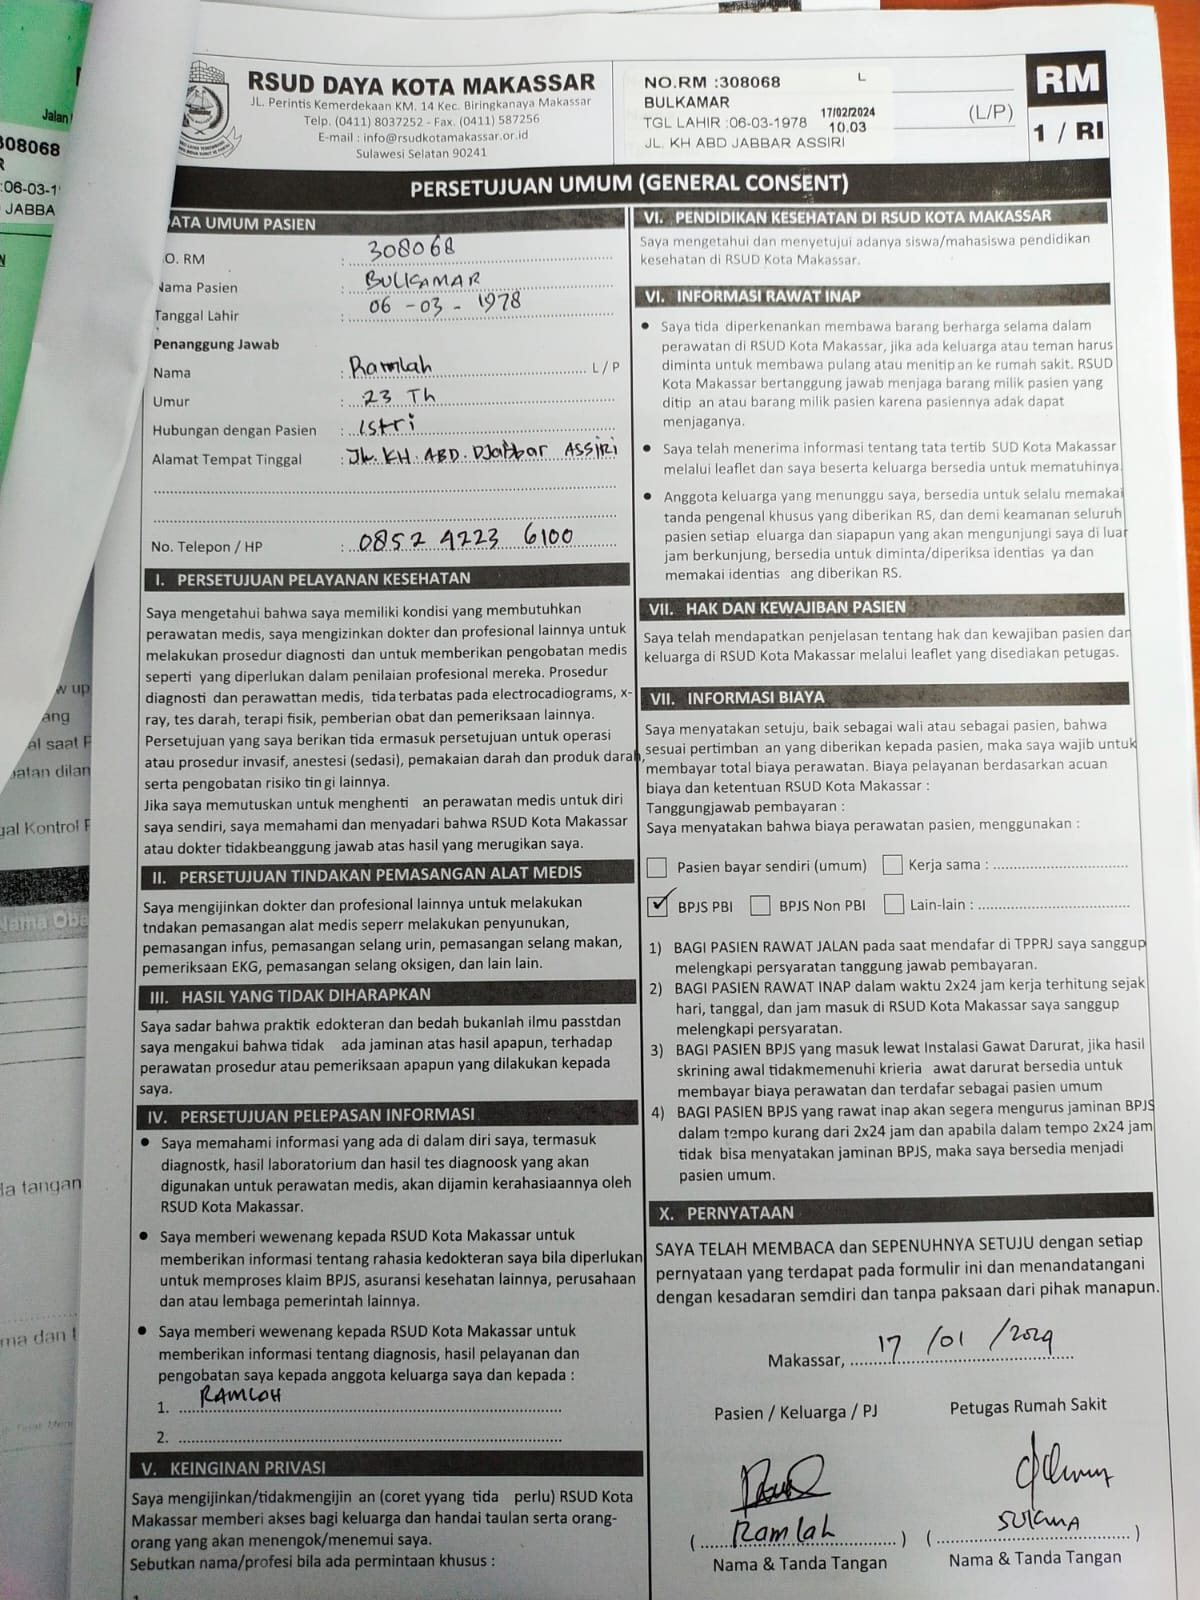 RSUD DAYA KOTA MAKASSAR
JL. Perintis Kemerdekaan KM. 14 Kec. Biringkanaya Makassar
Telp. (0411) 8037252 - Fax. (0411) 587256
E-mail : info@rsudkotamakassar.or.id
Sulawesi Selatan 90241
NO.RM :308068 L
BULKAMAR
TGL LAHIR :06-03-1978 17/02/2024
10.03
JL. KH ABD JABBAR ASSIRI
(L/P)
RM
1 / RI
PERSETUJUAN UMUM (GENERAL CONSENT)
ATA UMUM PASIEN
.O. RM : 308068
Nama Pasien : BULKAMAR
Tanggal Lahir : 06 - 03 - 1978
Penanggung Jawab
Nama : Ramlah L / P
Umur : 23 Th
Hubungan dengan Pasien : Istri
Alamat Tempat Tinggal : JL. KH. ABD. Djabbar ASSIRI
No. Telepon / HP : 0852 4223 6100
I. PERSETUJUAN PELAYANAN KESEHATAN
Saya mengetahui bahwa saya memiliki kondisi yang membutuhkan
perawatan medis, saya mengizinkan dokter dan profesional lainnya untuk
melakukan prosedur diagnosti dan untuk memberikan pengobatan medis
seperti yang diperlukan dalam penilaian profesional mereka. Prosedur
diagnosti dan perawattan medis, tida terbatas pada electrocadiograms, x-
ray, tes darah, terapi fisik, pemberian obat dan pemeriksaan lainnya.
Persetujuan yang saya berikan tida ermasuk persetujuan untuk operasi
atau prosedur invasif, anestesi (sedasi), pemakaian darah dan produk darah,
serta pengobatan risiko tin gi lainnya.
Jika saya memutuskan untuk menghenti an perawatan medis untuk diri
saya sendiri, saya memahami dan menyadari bahwa RSUD Kota Makassar
atau dokter tidakbeanggung jawab atas hasil yang merugikan saya.
II. PERSETUJUAN TINDAKAN PEMASANGAN ALAT MEDIS
Saya mengijinkan dokter dan profesional lainnya untuk melakukan
tndakan pemasangan alat medis seperr melakukan penyunukan,
pemasangan infus, pemasangan selang urin, pemasangan selang makan,
pemeriksaan EKG, pemasangan selang oksigen, dan lain lain.
III. HASIL YANG TIDAK DIHARAPKAN
Saya sadar bahwa praktik edokteran dan bedah bukanlah ilmu passtdan
saya mengakui bahwa tidak ada jaminan atas hasil apapun, terhadap
perawatan prosedur atau pemeriksaan apapun yang dilakukan kepada
saya.
IV. PERSETUJUAN PELEPASAN INFORMASI
• Saya memahami informasi yang ada di dalam diri saya, termasuk
diagnostk, hasil laboratorium dan hasil tes diagnoosk yang akan
digunakan untuk perawatan medis, akan dijamin kerahasiaannya oleh
RSUD Kota Makassar.
• Saya memberi wewenang kepada RSUD Kota Makassar untuk
memberikan informasi tentang rahasia kedokteran saya bila diperlukan
untuk memproses klaim BPJS, asuransi kesehatan lainnya, perusahaan
dan atau lembaga pemerintah lainnya.
• Saya memberi wewenang kepada RSUD Kota Makassar untuk
memberikan informasi tentang diagnosis, hasil pelayanan dan
pengobatan saya kepada anggota keluarga saya dan kepada :
1. RAMLAH
2.
V. KEINGINAN PRIVASI
Saya mengijinkan/tidakmengijin an (coret yyang tida perlu) RSUD Kota
Makassar memberi akses bagi keluarga dan handai taulan serta orang-
orang yang akan menengok/menemui saya.
Sebutkan nama/profesi bila ada permintaan khusus :
VI. PENDIDIKAN KESEHATAN DI RSUD KOTA MAKASSAR
Saya mengetahui dan menyetujui adanya siswa/mahasiswa pendidikan
kesehatan di RSUD Kota Makassar.
VI. INFORMASI RAWAT INAP
• Saya tida diperkenankan membawa barang berharga selama dalam
perawatan di RSUD Kota Makassar, jika ada keluarga atau teman harus
diminta untuk membawa pulang atau menitip an ke rumah sakit. RSUD
Kota Makassar bertanggung jawab menjaga barang milik pasien yang
ditip an atau barang milik pasien karena pasiennya adak dapat
menjaganya.
• Saya telah menerima informasi tentang tata tertib SUD Kota Makassar
melalui leaflet dan saya beserta keluarga bersedia untuk mematuhinya.
• Anggota keluarga yang menunggu saya, bersedia untuk selalu memakai
tanda pengenal khusus yang diberikan RS, dan demi keamanan seluruh
pasien setiap eluarga dan siapapun yang akan mengunjungi saya di luar
jam berkunjung, bersedia untuk diminta/diperiksa identias ya dan
memakai identias ang diberikan RS.
VII. HAK DAN KEWAJIBAN PASIEN
Saya telah mendapatkan penjelasan tentang hak dan kewajiban pasien dan
keluarga di RSUD Kota Makassar melalui leaflet yang disediakan petugas.
VII. INFORMASI BIAYA
Saya menyatakan setuju, baik sebagai wali atau sebagai pasien, bahwa
sesuai pertimban an yang diberikan kepada pasien, maka saya wajib untuk
membayar total biaya perawatan. Biaya pelayanan berdasarkan acuan
biaya dan ketentuan RSUD Kota Makassar :
Tanggungjawab pembayaran :
Saya menyatakan bahwa biaya perawatan pasien, menggunakan :
Pasien bayar sendiri (umum) Kerja sama :
✓ BPJS PBI BPJS Non PBI Lain-lain :
1) BAGI PASIEN RAWAT JALAN pada saat mendafar di TPPRJ saya sanggup
melengkapi persyaratan tanggung jawab pembayaran.
2) BAGI PASIEN RAWAT INAP dalam waktu 2x24 jam kerja terhitung sejak
hari, tanggal, dan jam masuk di RSUD Kota Makassar saya sanggup
melengkapi persyaratan.
3) BAGI PASIEN BPJS yang masuk lewat Instalasi Gawat Darurat, jika hasil
skrining awal tidakmemenuhi krieria awat darurat bersedia untuk
membayar biaya perawatan dan terdafar sebagai pasien umum
4) BAGI PASIEN BPJS yang rawat inap akan segera mengurus jaminan BPJS
dalam tempo kurang dari 2x24 jam dan apabila dalam tempo 2x24 jam
tidak bisa menyatakan jaminan BPJS, maka saya bersedia menjadi
pasien umum.
X. PERNYATAAN
SAYA TELAH MEMBACA dan SEPENUHNYA SETUJU dengan setiap
pernyataan yang terdapat pada formulir ini dan menandatangani
dengan kesadaran semdiri dan tanpa paksaan dari pihak manapun.
Makassar, 17 / 01 / 2024
Pasien / Keluarga / PJ Petugas Rumah Sakit
( Ramlah ) ( SUKMA )
Nama & Tanda Tangan Nama & Tanda Tangan
Jalan
308068
:06-03-1
JABBA
w up
ang
al saat P
batan dilan
gal Kontrol P
Nama Oba
da tangan
ma dan t